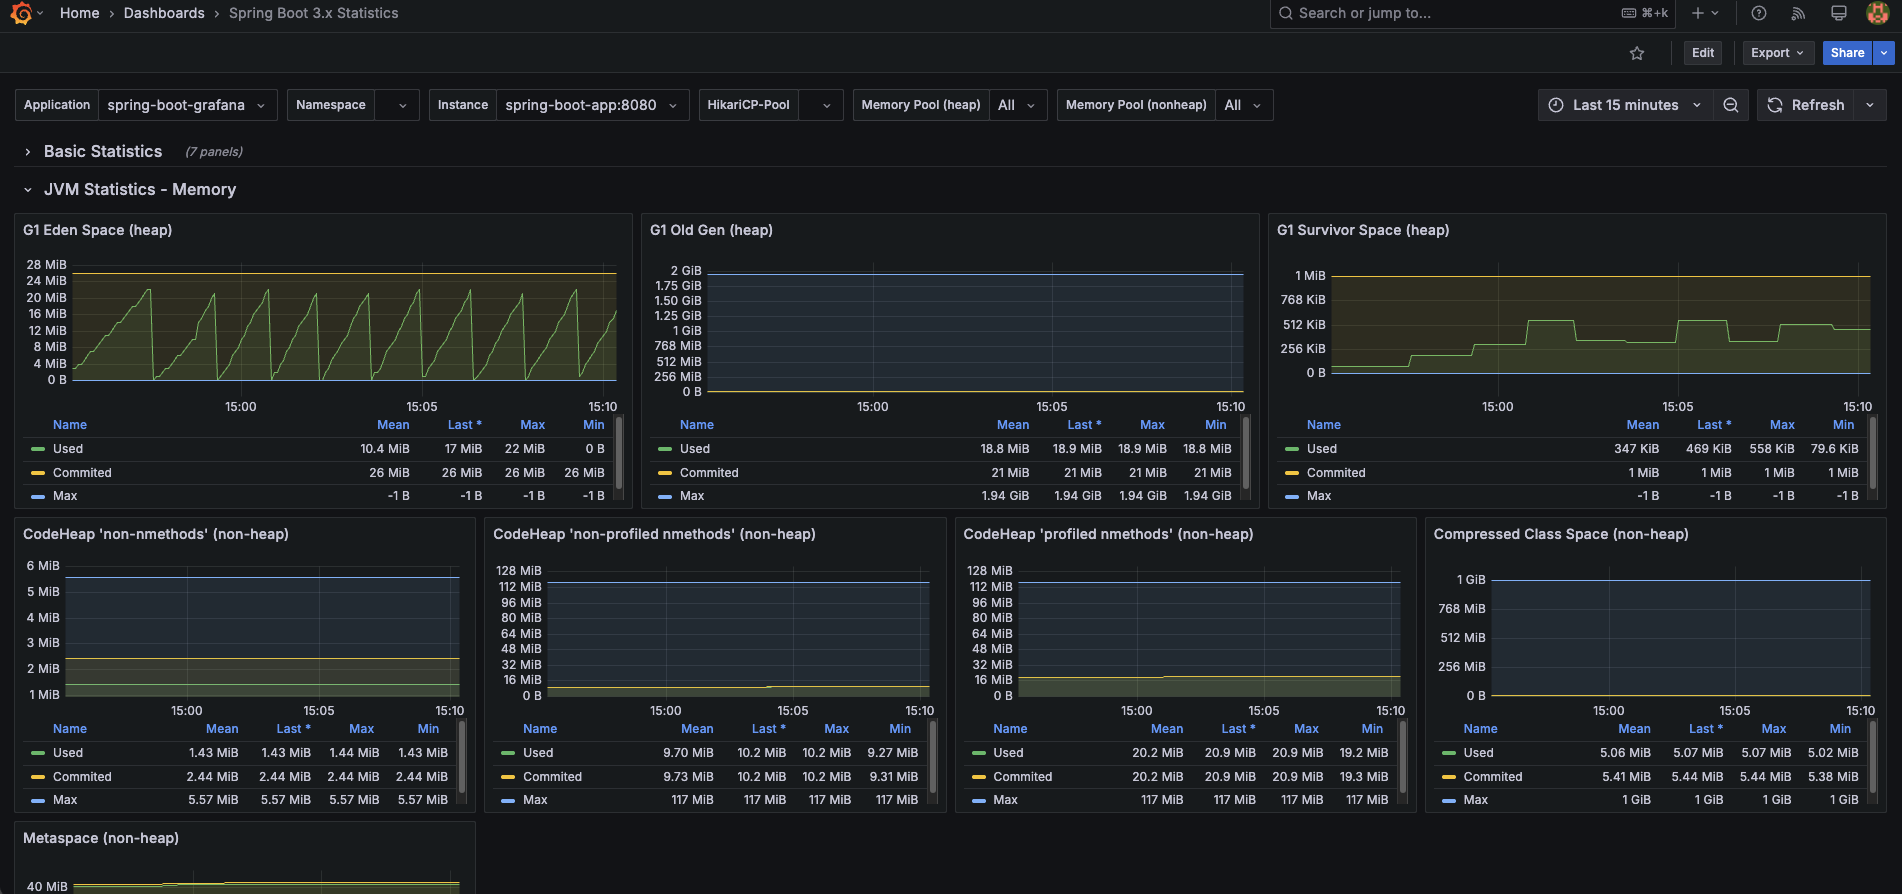 Home › Dashboards › Spring Boot 3.x Statistics
Search or jump to... ⌘+k
Edit Export Share
Application spring-boot-grafana Namespace Instance spring-boot-app:8080 HikariCP-Pool Memory Pool (heap) All Memory Pool (nonheap) All Last 15 minutes Refresh
Basic Statistics (7 panels)
JVM Statistics - Memory
G1 Eden Space (heap)
28 MiB
24 MiB
20 MiB
16 MiB
12 MiB
8 MiB
4 MiB
0 B
15:00 15:05 15:10
Name Mean Last * Max Min
Used 10.4 MiB 17 MiB 22 MiB 0 B
Commited 26 MiB 26 MiB 26 MiB 26 MiB
Max -1 B -1 B -1 B -1 B
G1 Old Gen (heap)
2 GiB
1.75 GiB
1.50 GiB
1.25 GiB
1 GiB
768 MiB
512 MiB
256 MiB
0 B
15:00 15:05 15:10
Name Mean Last * Max Min
Used 18.8 MiB 18.9 MiB 18.9 MiB 18.8 MiB
Commited 21 MiB 21 MiB 21 MiB 21 MiB
Max 1.94 GiB 1.94 GiB 1.94 GiB 1.94 GiB
G1 Survivor Space (heap)
1 MiB
768 KiB
512 KiB
256 KiB
0 B
15:00 15:05 15:10
Name Mean Last * Max Min
Used 347 KiB 469 KiB 558 KiB 79.6 KiB
Commited 1 MiB 1 MiB 1 MiB 1 MiB
Max -1 B -1 B -1 B -1 B
CodeHeap 'non-nmethods' (non-heap)
6 MiB
5 MiB
4 MiB
3 MiB
2 MiB
1 MiB
15:00 15:05 15:10
Name Mean Last * Max Min
Used 1.43 MiB 1.43 MiB 1.44 MiB 1.43 MiB
Commited 2.44 MiB 2.44 MiB 2.44 MiB 2.44 MiB
Max 5.57 MiB 5.57 MiB 5.57 MiB 5.57 MiB
CodeHeap 'non-profiled nmethods' (non-heap)
128 MiB
112 MiB
96 MiB
80 MiB
64 MiB
48 MiB
32 MiB
16 MiB
0 B
15:00 15:05 15:10
Name Mean Last * Max Min
Used 9.70 MiB 10.2 MiB 10.2 MiB 9.27 MiB
Commited 9.73 MiB 10.2 MiB 10.2 MiB 9.31 MiB
Max 117 MiB 117 MiB 117 MiB 117 MiB
CodeHeap 'profiled nmethods' (non-heap)
128 MiB
112 MiB
96 MiB
80 MiB
64 MiB
48 MiB
32 MiB
16 MiB
0 B
15:00 15:05 15:10
Name Mean Last * Max Min
Used 20.2 MiB 20.9 MiB 20.9 MiB 19.2 MiB
Commited 20.2 MiB 20.9 MiB 20.9 MiB 19.3 MiB
Max 117 MiB 117 MiB 117 MiB 117 MiB
Compressed Class Space (non-heap)
1 GiB
768 MiB
512 MiB
256 MiB
0 B
15:00 15:05 15:10
Name Mean Last * Max Min
Used 5.06 MiB 5.07 MiB 5.07 MiB 5.02 MiB
Commited 5.41 MiB 5.44 MiB 5.44 MiB 5.38 MiB
Max 1 GiB 1 GiB 1 GiB 1 GiB
Metaspace (non-heap)
40 MiB